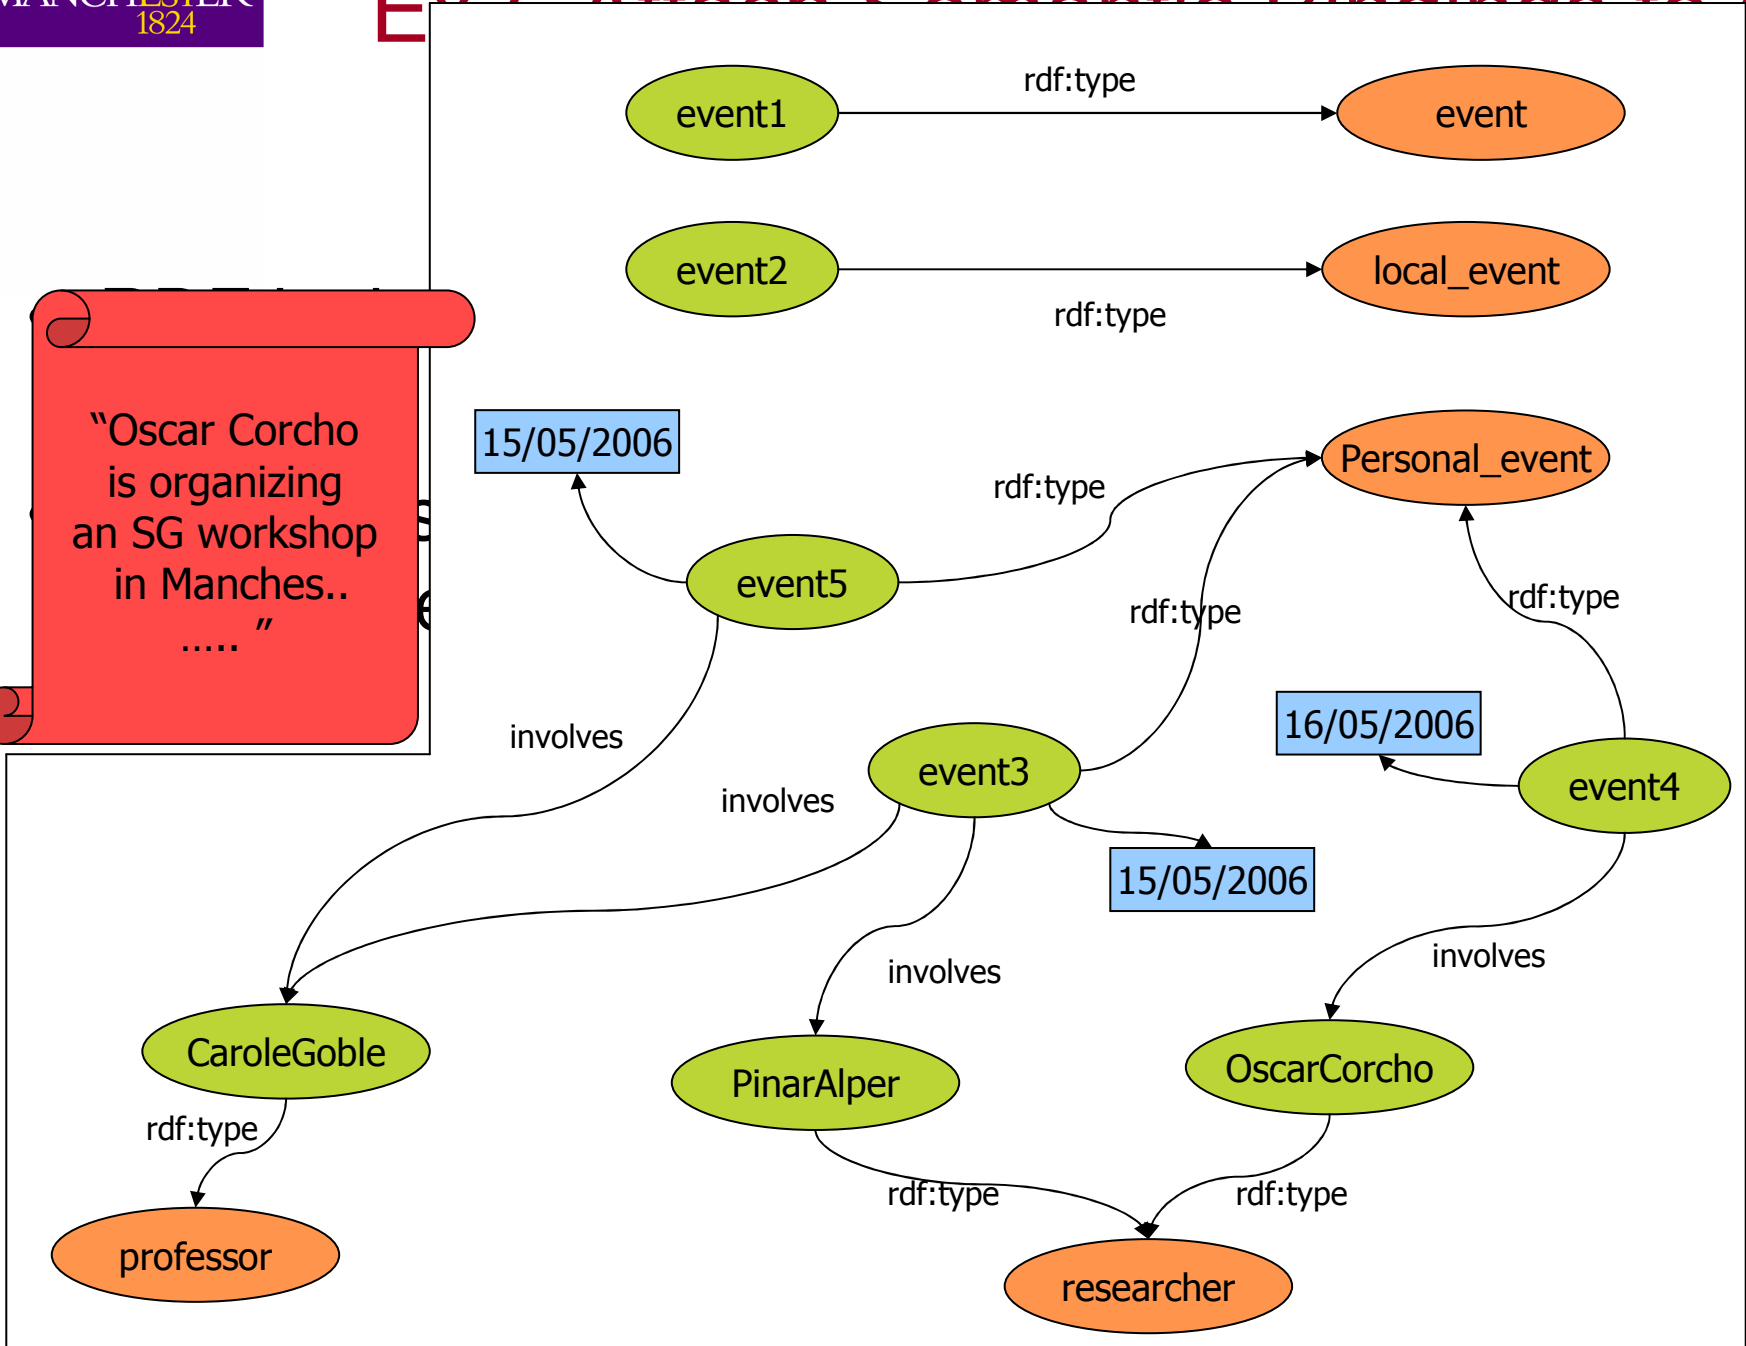 1824
rdf:type
event1
event
event2
local_event
rdf:type
“Oscar Corcho
is organizing
an SG workshop
in Manches..
….. ”
15/05/2006
Personal_event
rdf:type
event5
rdf:type
rdf:type
involves
16/05/2006
event3
event4
involves
15/05/2006
involves
involves
CaroleGoble
PinarAlper
OscarCorcho
rdf:type
rdf:type
rdf:type
professor
researcher